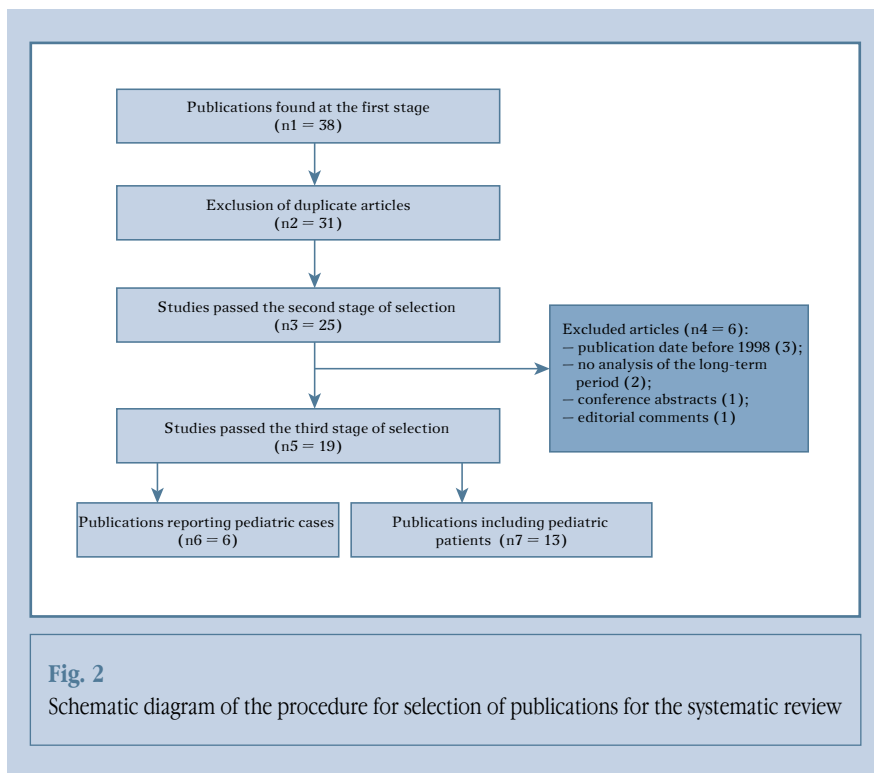 Publications found at the first stage
(n1 = 38)
Exclusion of duplicate articles
(n2 = 31)
Studies passed the second stage of selection
(n3 = 25)
Excluded articles (n4 = 6):
— publication date before 1998 (3);
— no analysis of the long-term
period (2);
— conference abstracts (1);
— editorial comments (1)
Studies passed the third stage of selection
(n5 = 19)
Publications reporting pediatric cases
(n6 = 6)
Publications including pediatric
patients (n7 = 13)
Fig. 2
Schematic diagram of the procedure for selection of publications for the systematic review